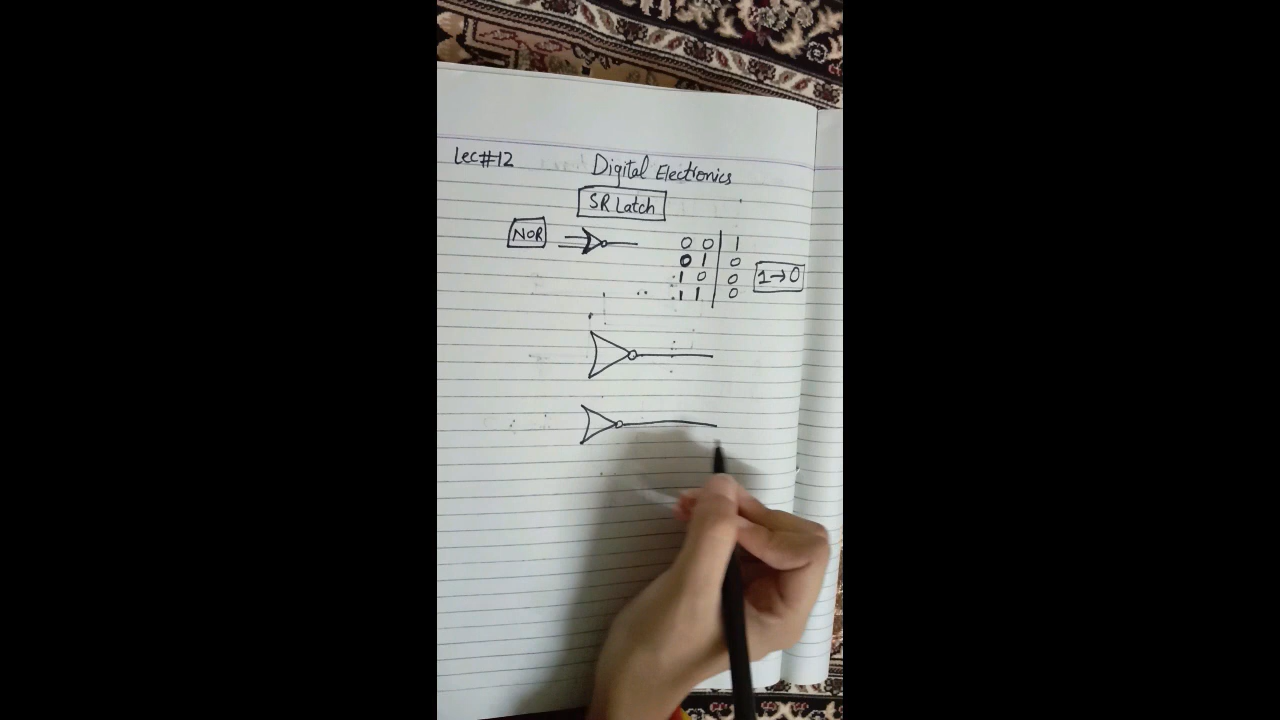 Lec#12
Digital Electronics
SR Latch
NOR
0 0 | 1
0 1 | 0
1 0 | 0
1 1 | 0
1→0